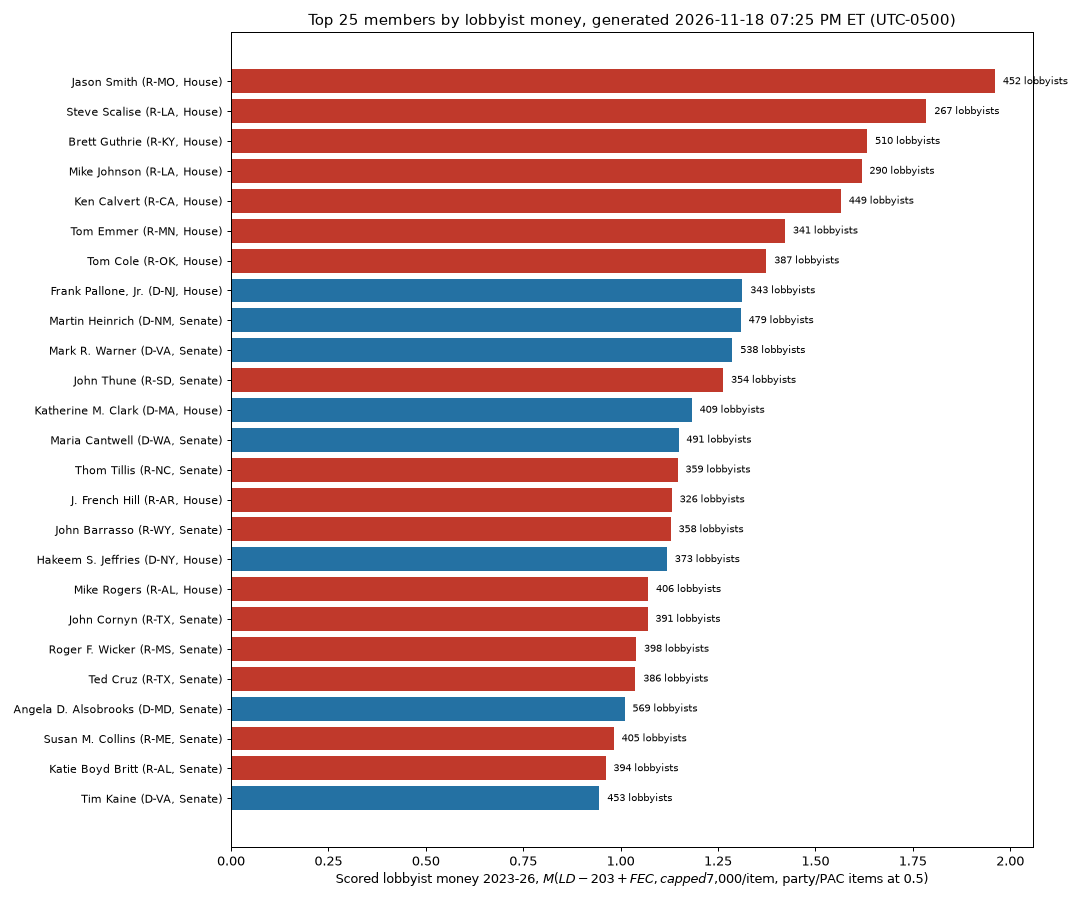 Top 25 members by lobbyist money, generated 2026-11-18 07:25 PM ET (UTC-0500)
Jason Smith (R-MO, House) 452 lobbyists
Steve Scalise (R-LA, House) 267 lobbyists
Brett Guthrie (R-KY, House) 510 lobbyists
Mike Johnson (R-LA, House) 290 lobbyists
Ken Calvert (R-CA, House) 449 lobbyists
Tom Emmer (R-MN, House) 341 lobbyists
Tom Cole (R-OK, House) 387 lobbyists
Frank Pallone, Jr. (D-NJ, House) 343 lobbyists
Martin Heinrich (D-NM, Senate) 479 lobbyists
Mark R. Warner (D-VA, Senate) 538 lobbyists
John Thune (R-SD, Senate) 354 lobbyists
Katherine M. Clark (D-MA, House) 409 lobbyists
Maria Cantwell (D-WA, Senate) 491 lobbyists
Thom Tillis (R-NC, Senate) 359 lobbyists
J. French Hill (R-AR, House) 326 lobbyists
John Barrasso (R-WY, Senate) 358 lobbyists
Hakeem S. Jeffries (D-NY, House) 373 lobbyists
Mike Rogers (R-AL, House) 406 lobbyists
John Cornyn (R-TX, Senate) 391 lobbyists
Roger F. Wicker (R-MS, Senate) 398 lobbyists
Ted Cruz (R-TX, Senate) 386 lobbyists
Angela D. Alsobrooks (D-MD, Senate) 569 lobbyists
Susan M. Collins (R-ME, Senate) 405 lobbyists
Katie Boyd Britt (R-AL, Senate) 394 lobbyists
Tim Kaine (D-VA, Senate) 453 lobbyists
0.00 0.25 0.50 0.75 1.00 1.25 1.50 1.75 2.00
Scored lobbyist money 2023-26, M(LD − 203 + FEC, capped7,000/item, party/PAC items at 0.5)